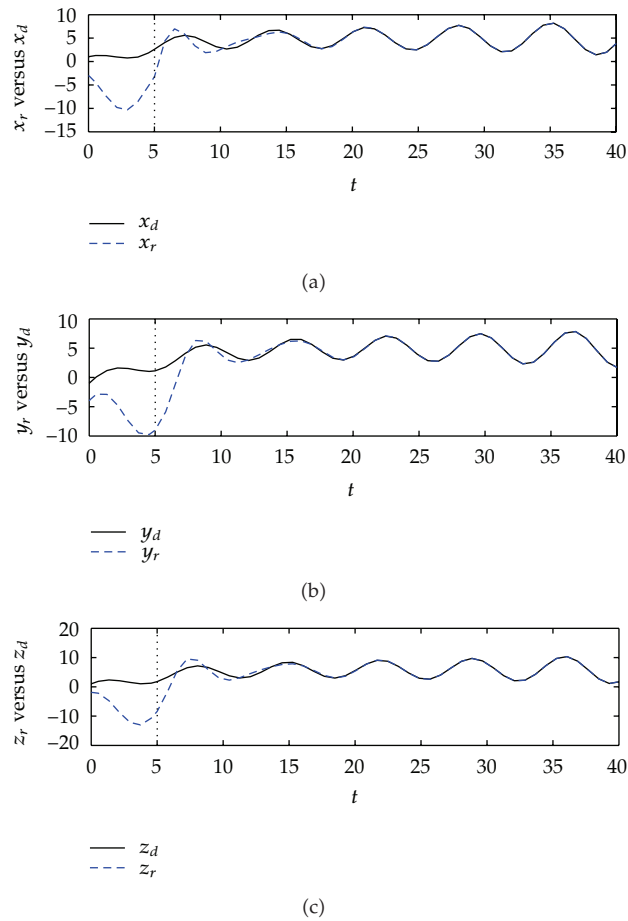 10
5
0
−5
−10
−15
x_r versus x_d
0 5 10 15 20 25 30 35 40
t
x_d
x_r
(a)
10
5
0
−5
−10
y_r versus y_d
0 5 10 15 20 25 30 35 40
t
y_d
y_r
(b)
20
10
0
−10
−20
z_r versus z_d
0 5 10 15 20 25 30 35 40
t
z_d
z_r
(c)